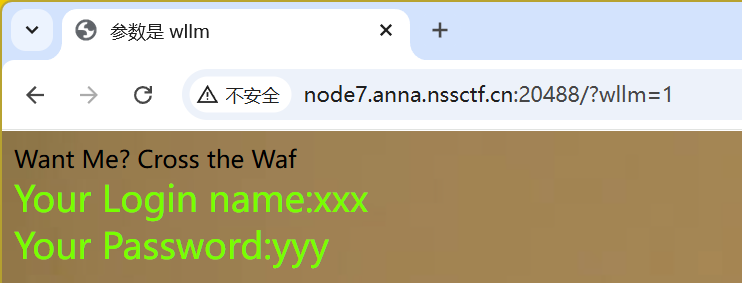 参数是 wllm
不安全 node7.anna.nssctf.cn:20488/?wllm=1
Want Me? Cross the Waf
Your Login name:xxx
Your Password:yyy